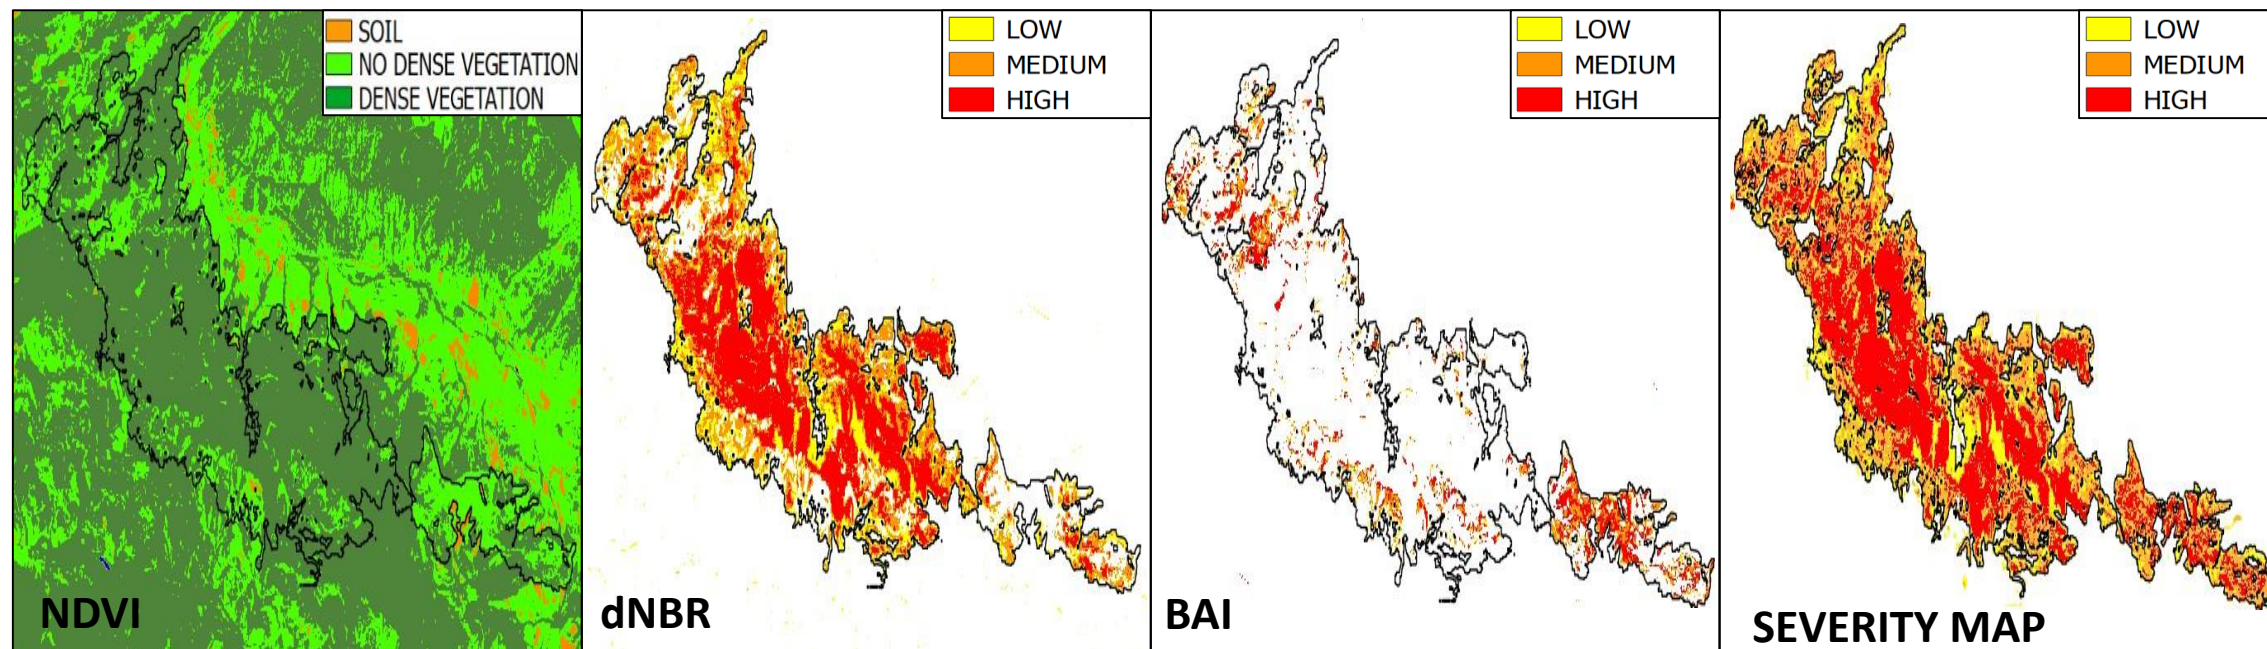 SOIL
NO DENSE VEGETATION
DENSE VEGETATION
NDVI
LOW
MEDIUM
HIGH
dNBR
LOW
MEDIUM
HIGH
BAI
LOW
MEDIUM
HIGH
SEVERITY MAP